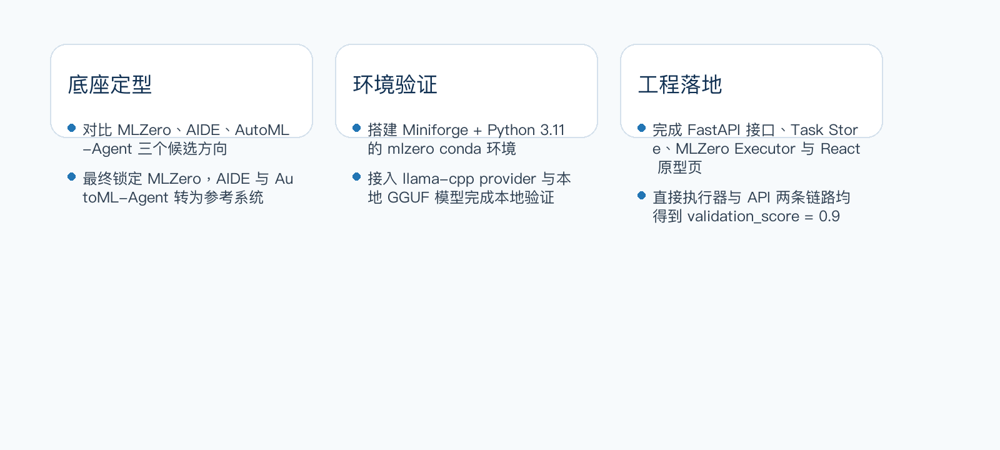 底座定型
对比 MLZero、AIDE、AutoML
-Agent 三个候选方向
最终锁定 MLZero，AIDE 与 Au
toML-Agent 转为参考系统
环境验证
搭建 Miniforge + Python 3.11
的 mlzero conda 环境
接入 llama-cpp provider 与本
地 GGUF 模型完成本地验证
工程落地
完成 FastAPI 接口、Task Stor
e、MLZero Executor 与 React
原型页
直接执行器与 API 两条链路均
得到 validation_score = 0.9